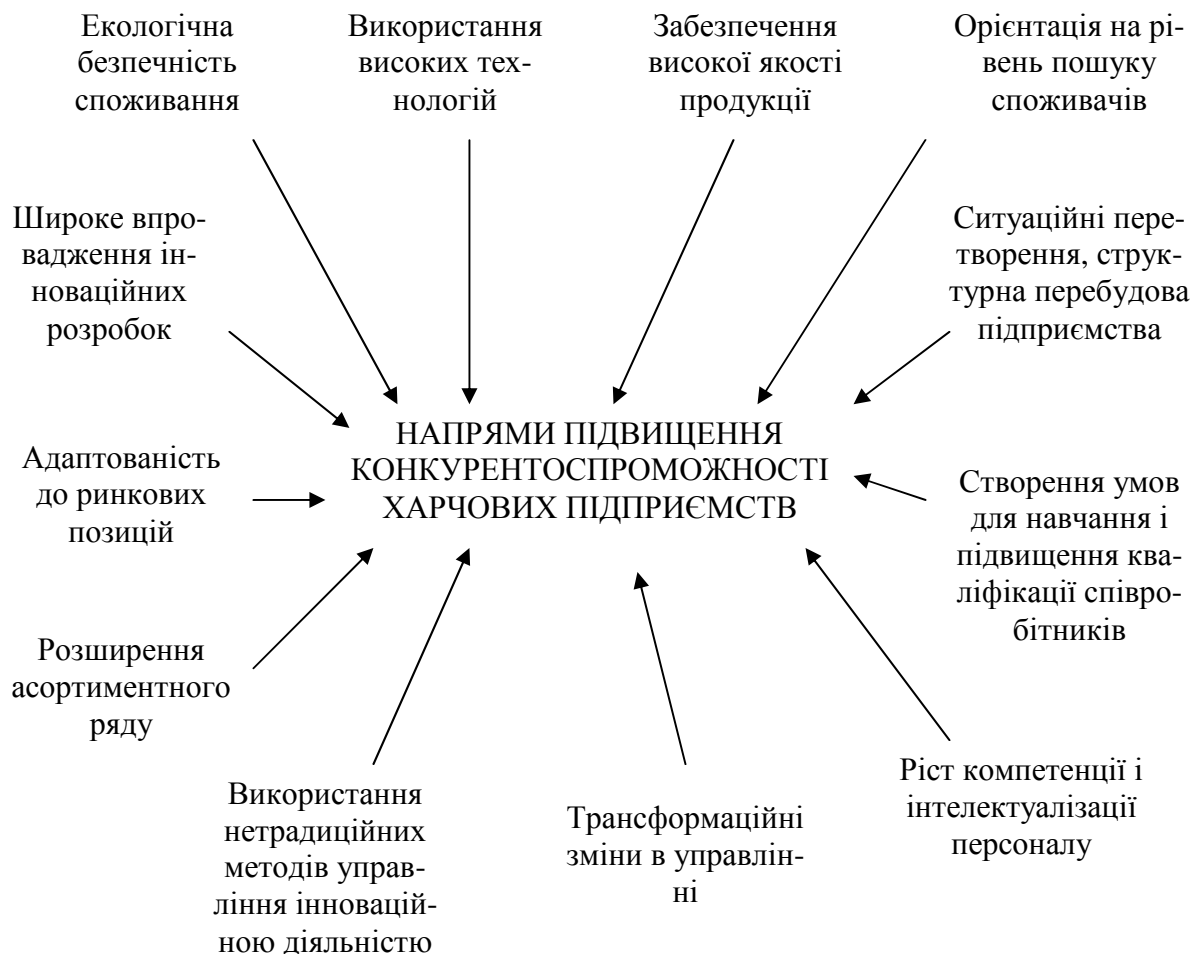 Екологічна
безпечність
споживання
Використання
високих тех-
нологій
Забезпечення
високої якості
продукції
Орієнтація на рі-
вень пошуку
споживачів
Широке впро-
вадження ін-
новаційних
розробок
Ситуаційні пере-
творення, струк-
турна перебудова
підприємства
НАПРЯМИ ПІДВИЩЕННЯ
КОНКУРЕНТОСПРОМОЖНОСТІ
ХАРЧОВИХ ПІДПРИЄМСТВ
Адаптованість
до ринкових
позицій
Створення умов
для навчання і
підвищення ква-
ліфікації співро-
бітників
Розширення
асортиментного
ряду
Використання
нетрадиційних
методів управ-
ління інновацій-
ною діяльністю
Трансформаційні
зміни в управлін-
ні
Ріст компетенції і
інтелектуалізації
персоналу